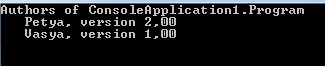 Authors of ConsoleApplication1.Program
Petya, version 2,00
Vasya, version 1,00